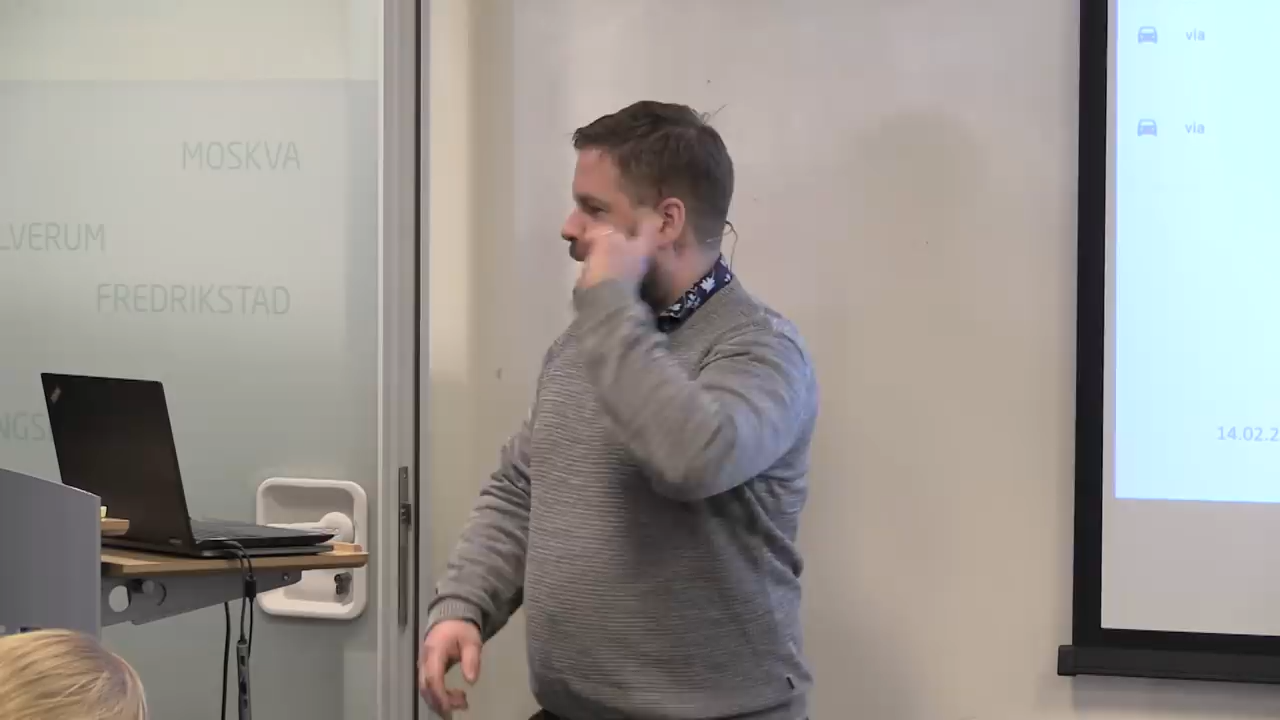 MOSKVA
LVERUM
FREDRIKSTAD
NGS
via
via
14.02.2